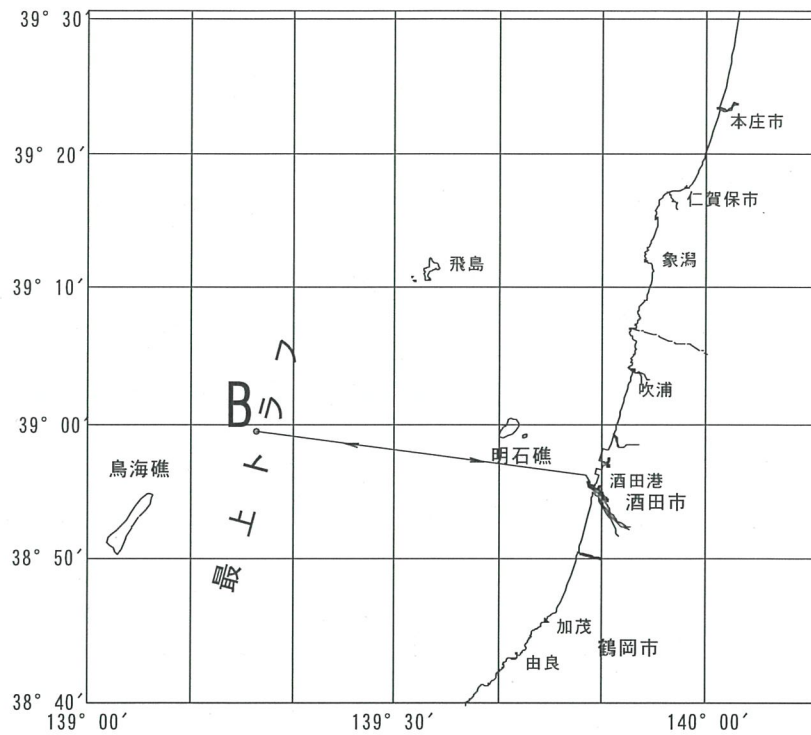 39° 30′
本庄市
39° 20′
仁賀保市
象潟
飛島
39° 10′
吹浦
B
最上トラフ
39° 00′
明石礁
鳥海礁
酒田港
酒田市
38° 50′
加茂
鶴岡市
由良
38° 40′
139° 00′
139° 30′
140° 00′